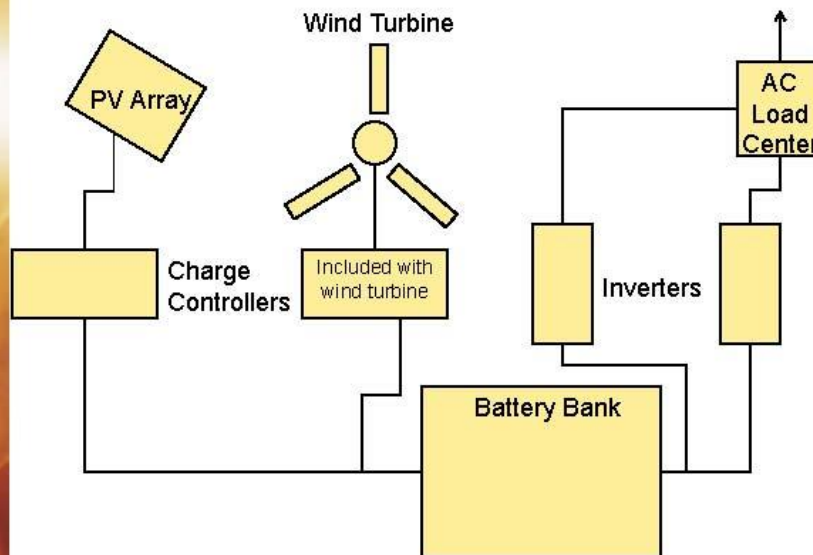 Wind Turbine
PV Array
AC
Load
Center
Charge
Controllers
Included with
wind turbine
Inverters
Battery Bank